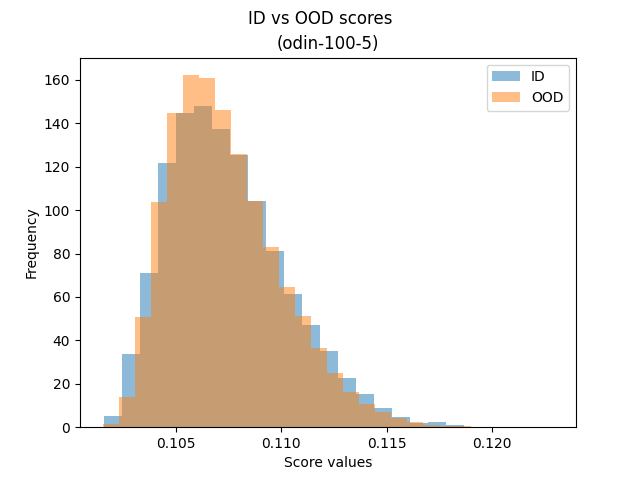 ID vs OOD scores
(odin-100-5)
ID
OOD
Frequency
160
140
120
100
80
60
40
20
0
0.105
0.110
0.115
0.120
Score values